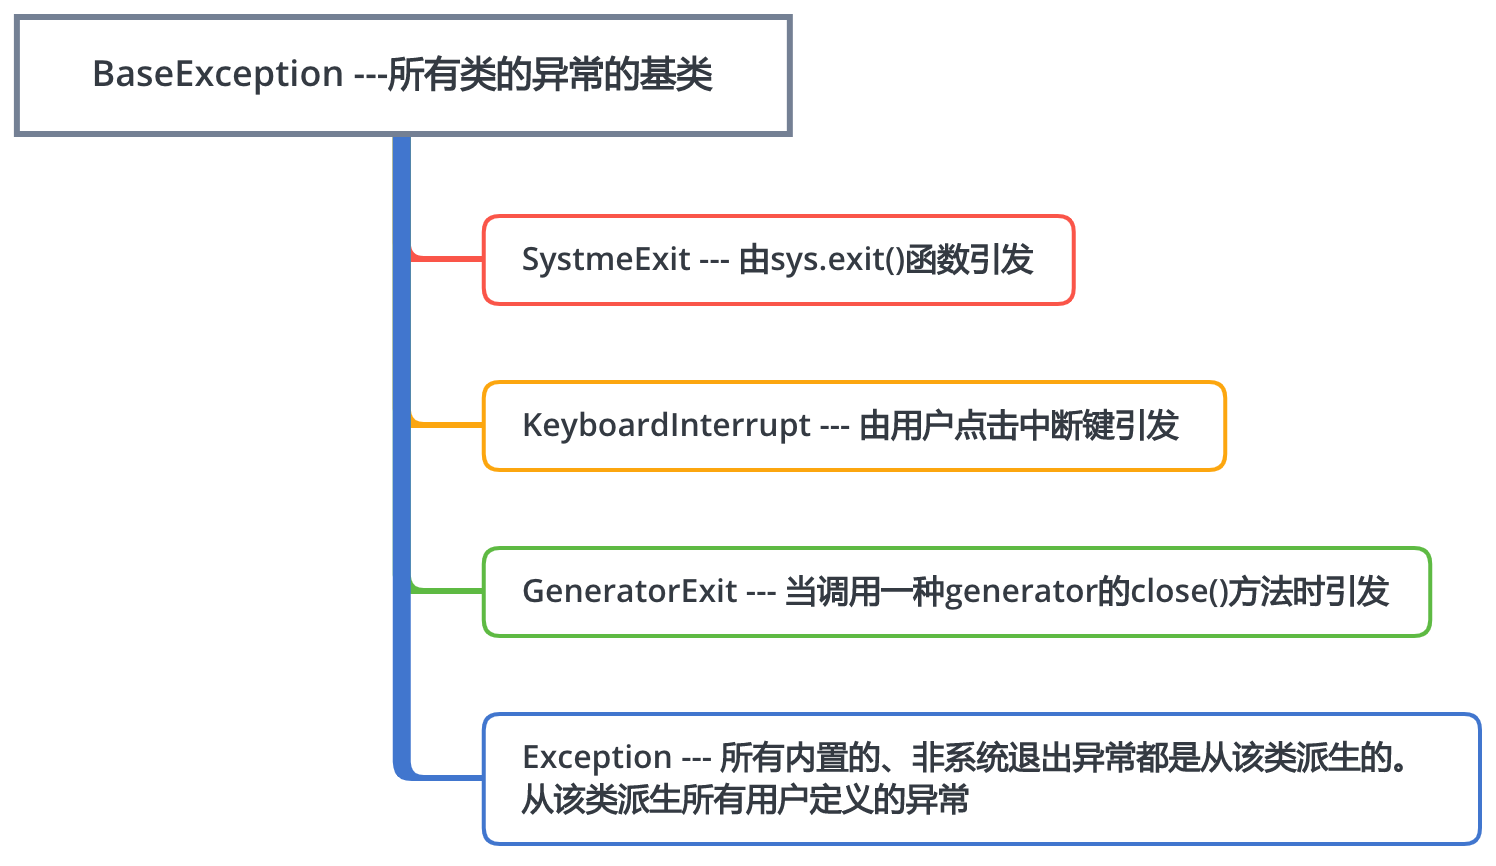 BaseException ---所有类的异常的基类
SystmeExit --- 由sys.exit()函数引发
KeyboardInterrupt --- 由用户点击中断键引发
GeneratorExit --- 当调用一种generator的close()方法时引发
Exception --- 所有内置的、非系统退出异常都是从该类派生的。
从该类派生所有用户定义的异常